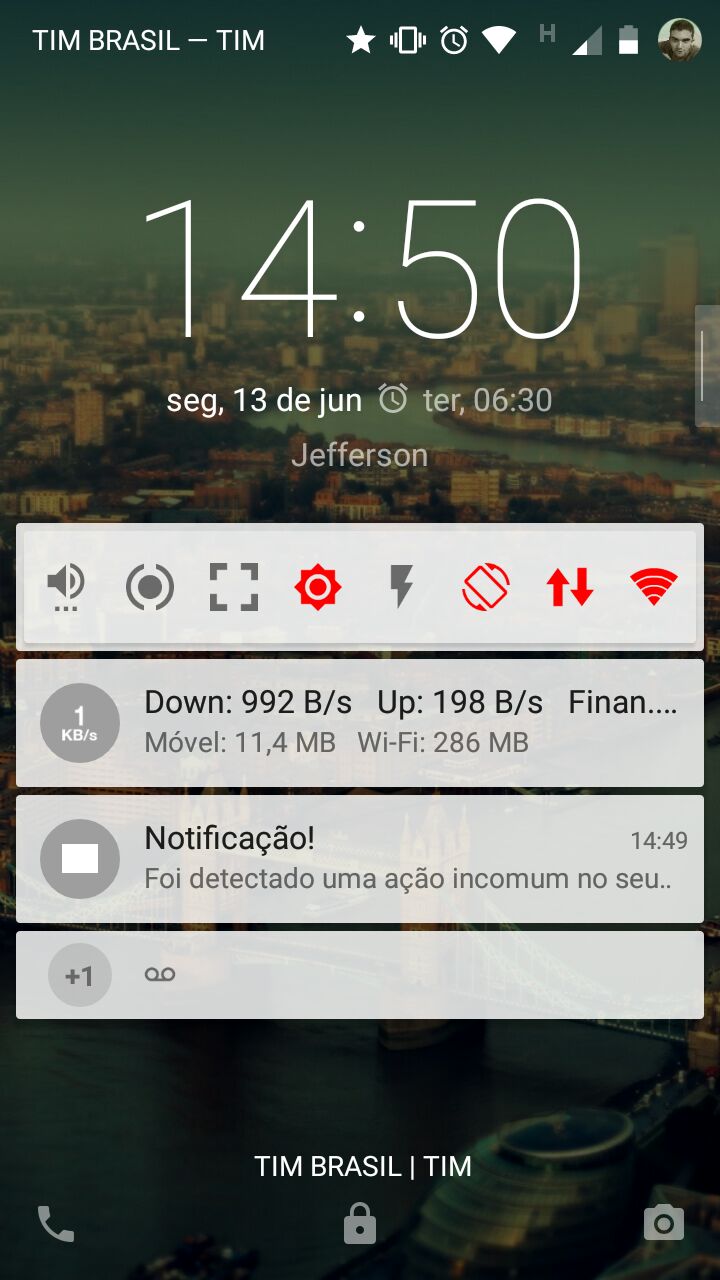 TIM BRASIL — TIM
H
14:50
seg, 13 de jun ter, 06:30
Jefferson
1
KB/s
Down: 992 B/s Up: 198 B/s Finan....
Móvel: 11,4 MB Wi-Fi: 286 MB
Notificação! 14:49
Foi detectado uma ação incomum no seu..
+1
TIM BRASIL | TIM